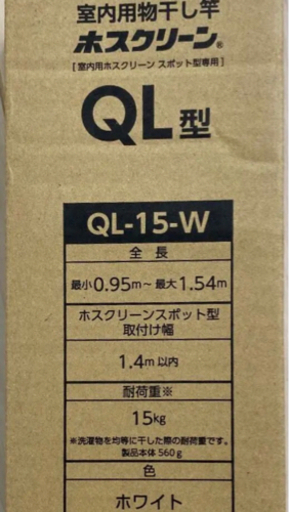 室内用物干し竿
ホスクリーン®
[室内用ホスクリーン スポット型専用]
QL型
QL-15-W
全長
最小0.95m～最大1.54m
ホスクリーンスポット型
取付け幅
1.4m以内
耐荷重※
15kg
※洗濯物を均等に干した際の耐荷重です。
製品本体560g
色
ホワイト